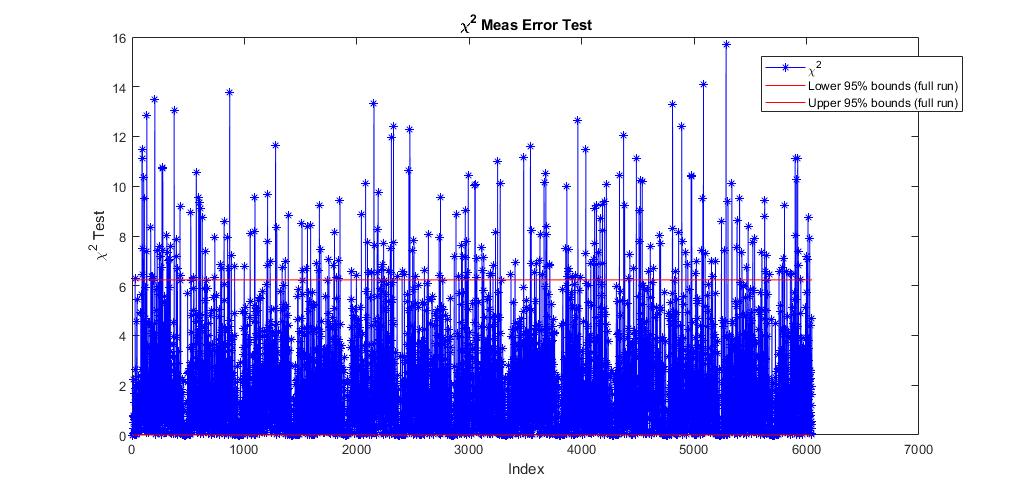 χ² Meas Error Test
16
14
12
10
8
6
4
2
0
χ² Test
0
1000
2000
3000
4000
5000
6000
7000
Index
χ²
Lower 95% bounds (full run)
Upper 95% bounds (full run)